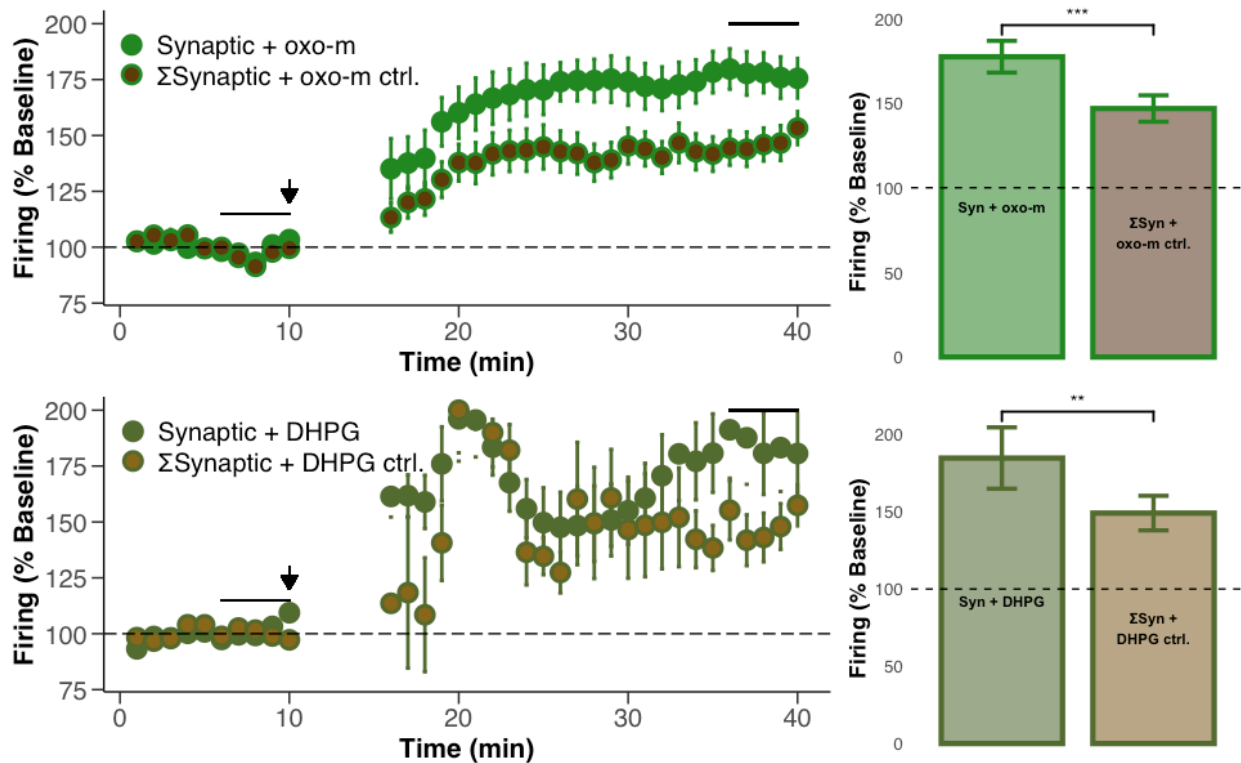 Firing (% Baseline)
200
175
150
125
100
75
Synaptic + oxo-m
ΣSynaptic + oxo-m ctrl.
0
10
20
30
40
Time (min)
Firing (% Baseline)
200
150
100
50
0
***
Syn + oxo-m
ΣSyn +
oxo-m ctrl.
Firing (% Baseline)
200
175
150
125
100
75
Synaptic + DHPG
ΣSynaptic + DHPG ctrl.
0
10
20
30
40
Time (min)
Firing (% Baseline)
200
150
100
50
0
**
Syn + DHPG
ΣSyn +
DHPG ctrl.